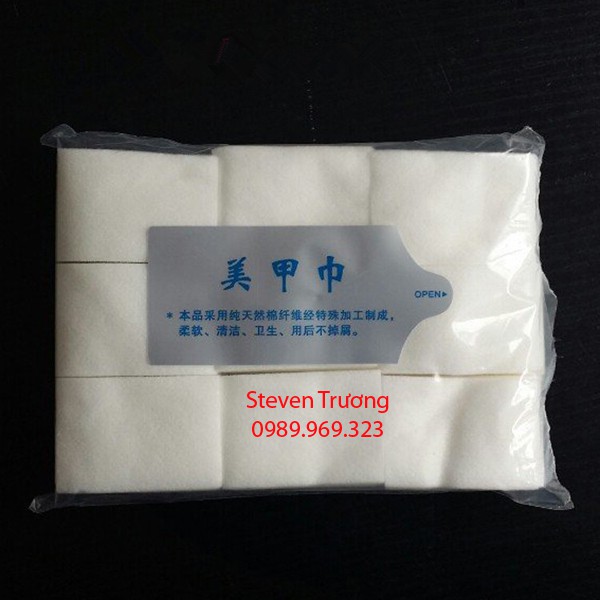 美甲巾
OPEN▶
* 本品采用纯天然棉纤维经特殊加工制成，
柔软、清洁、卫生、用后不掉屑。
Steven Trương
0989.969.323